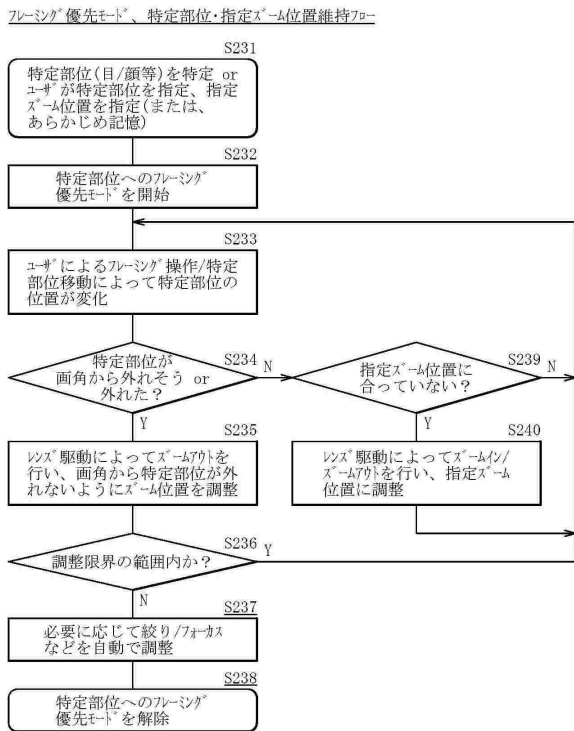 フレーミング優先モード、特定部位・指定ズーム位置維持フロー
S231
特定部位(目/顔等)を特定 or
ユーザが特定部位を指定、指定
ズーム位置を指定(または、
あらかじめ記憶)
S232
特定部位へのフレーミング
優先モードを開始
S233
ユーザによるフレーミング操作/特定
部位移動によって特定部位の
位置が変化
S234
特定部位が
画角から外れそう or
外れた?
N
Y
S239
指定ズーム位置に
合っていない?
N
Y
S235
レンズ駆動によってズームアウトを
行い、画角から特定部位が外
れないようにズーム位置を調整
S240
レンズ駆動によってズームイン/
ズームアウトを行い、指定ズーム
位置に調整
S236
調整限界の範囲内か?
Y
N
S237
必要に応じて絞り/フォーカス
などを自動で調整
S238
特定部位へのフレーミング
優先モードを解除